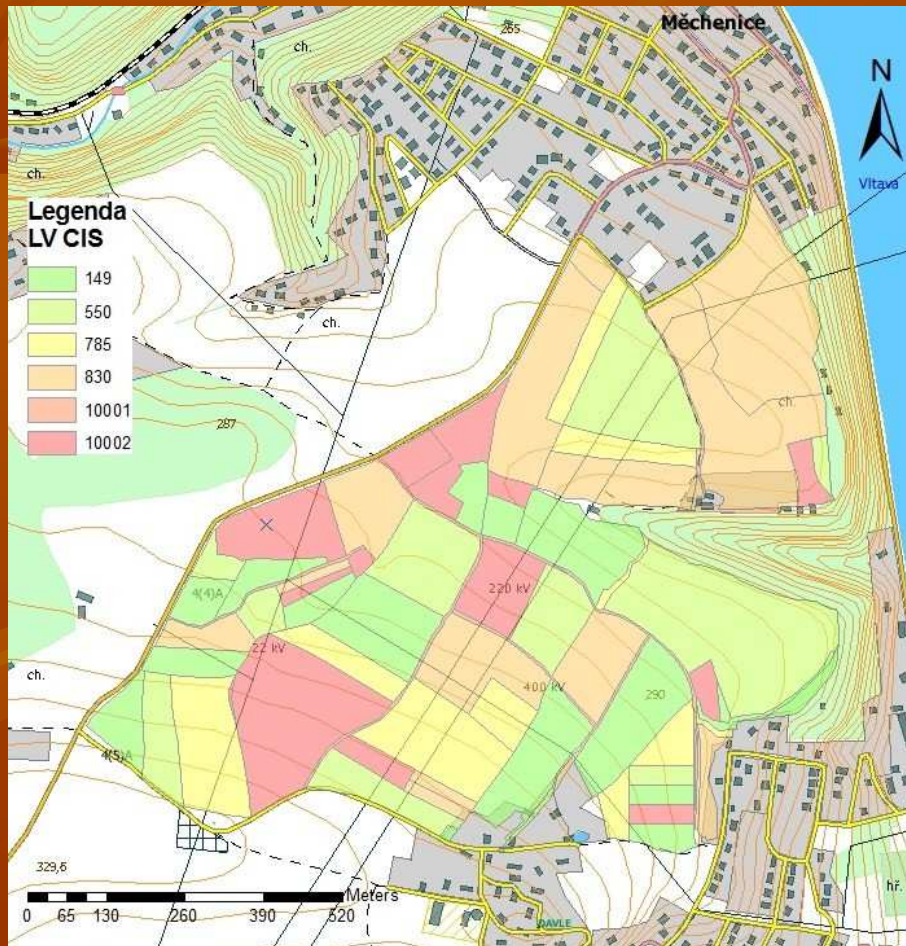 Měchenice
255
ch.
N
ch.
Vltava
Legenda
LV CIS
149
550
785
830
10001
10002
ch.
ch.
287
220 kV
4(4)A
22 kV
400 kV
290
ch.
4(5)A
329,5
Meters
0 65 130 260 390 520
hř.
DAVLE